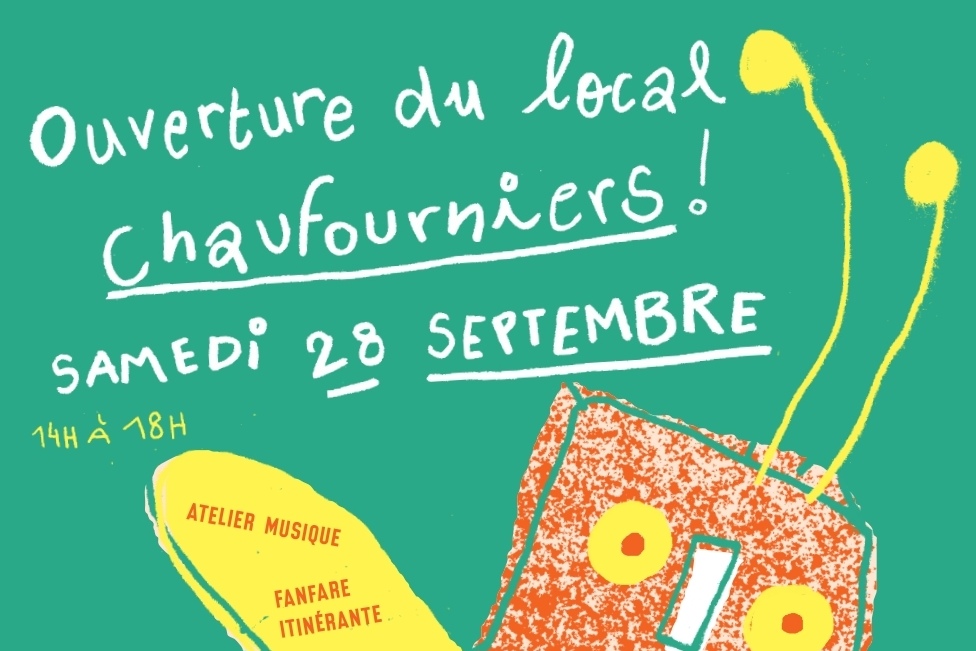 Ouverture du local
Chaufourniers !
SAMEDI 28 SEPTEMBRE
14H À 18H
ATELIER MUSIQUE
FANFARE
ITINÉRANTE